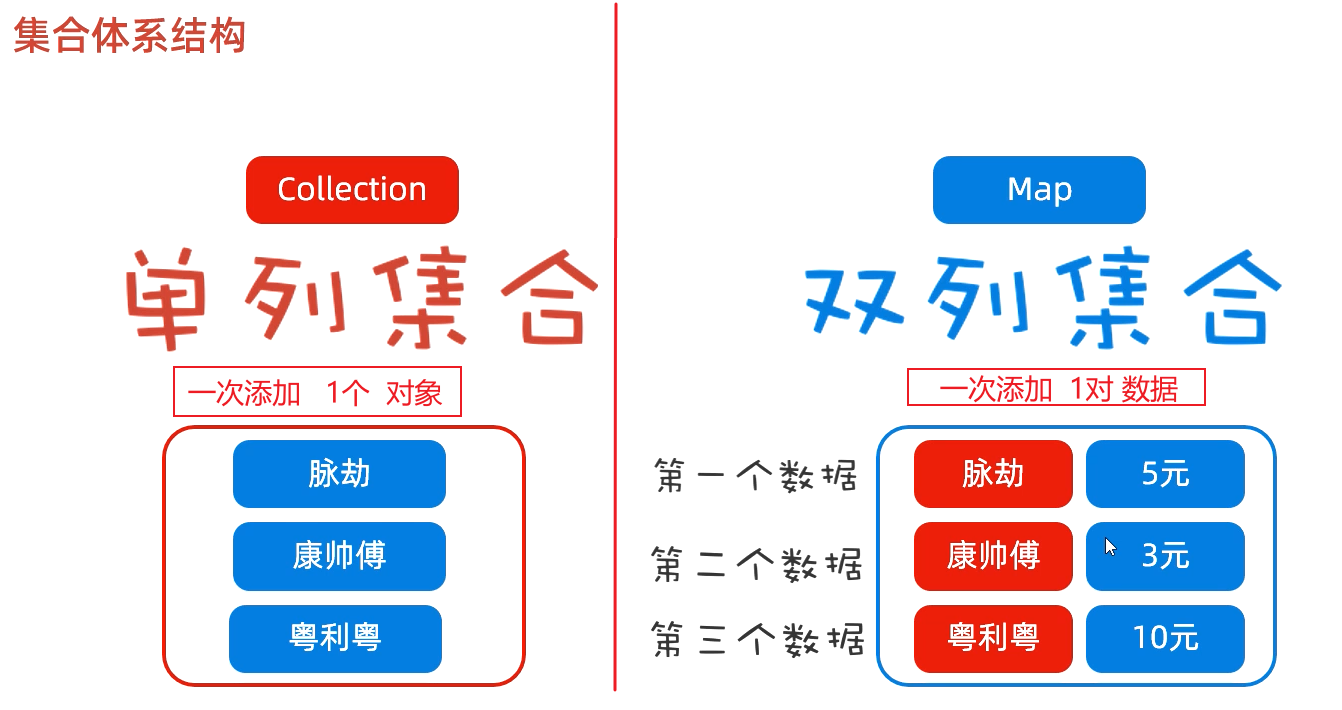 集合体系结构
Collection
单列集合
一次添加 1个 对象
脉劫
康帅傅
粤利粤
Map
双列集合
一次添加 1对 数据
第一个数据 脉劫 5元
第二个数据 康帅傅 3元
第三个数据 粤利粤 10元